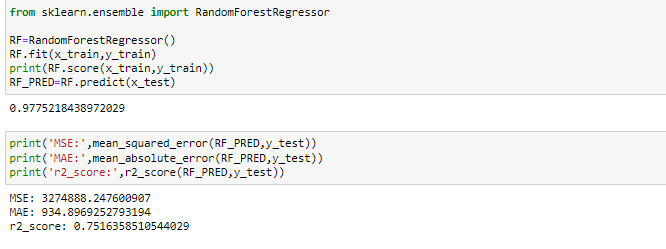 from sklearn.ensemble import RandomForestRegressor
RF=RandomForestRegressor()
RF.fit(x_train,y_train)
print(RF.score(x_train,y_train))
RF_PRED=RF.predict(x_test)
0.9775218438972029
print('MSE:',mean_squared_error(RF_PRED,y_test))
print('MAE:',mean_absolute_error(RF_PRED,y_test))
print('r2_score:',r2_score(RF_PRED,y_test))
MSE: 3274888.247600907
MAE: 934.8969252793194
r2_score: 0.7516358510544029